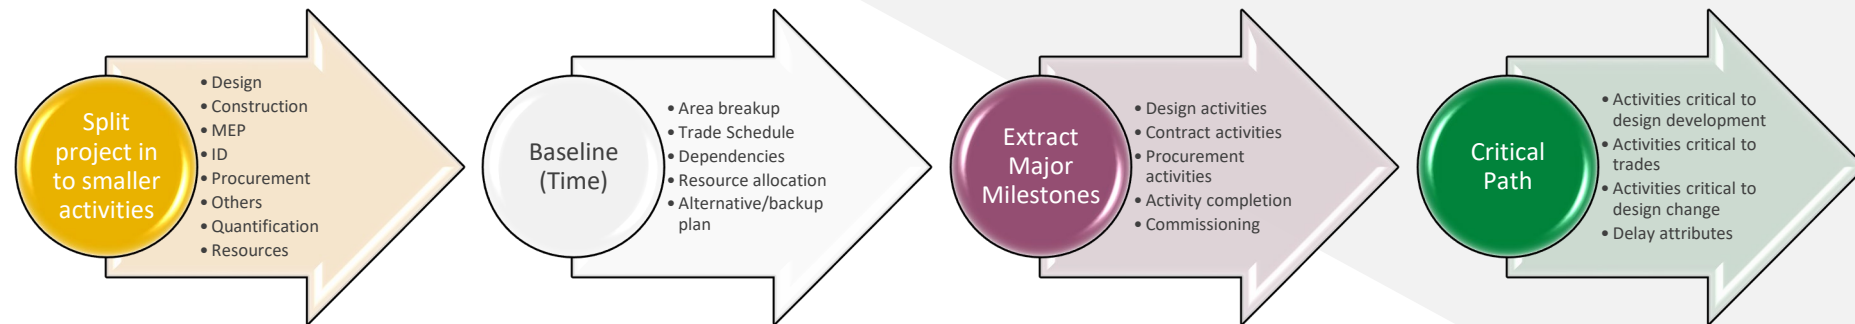 Split
project in
to smaller
activities
• Design
• Construction
• MEP
• ID
• Procurement
• Others
• Quantification
• Resources
Baseline
(Time)
• Area breakup
• Trade Schedule
• Dependencies
• Resource allocation
• Alternative/backup
plan
Extract
Major
Milestones
• Design activities
• Contract activities
• Procurement
activities
• Activity completion
• Commissioning
Critical
Path
• Activities critical to
design development
• Activities critical to
trades
• Activities critical to
design change
• Delay attributes